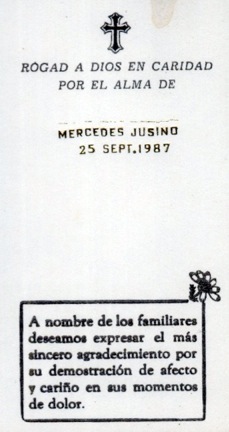 ROGAD A DIOS EN CARIDAD
POR EL ALMA DE
MERCEDES JUSINO
25 SEPT.1987
A nombre de los familiares
deseamos expresar el más
sincero agradecimiento por
su demostración de afecto
y cariño en sus momentos
de dolor.